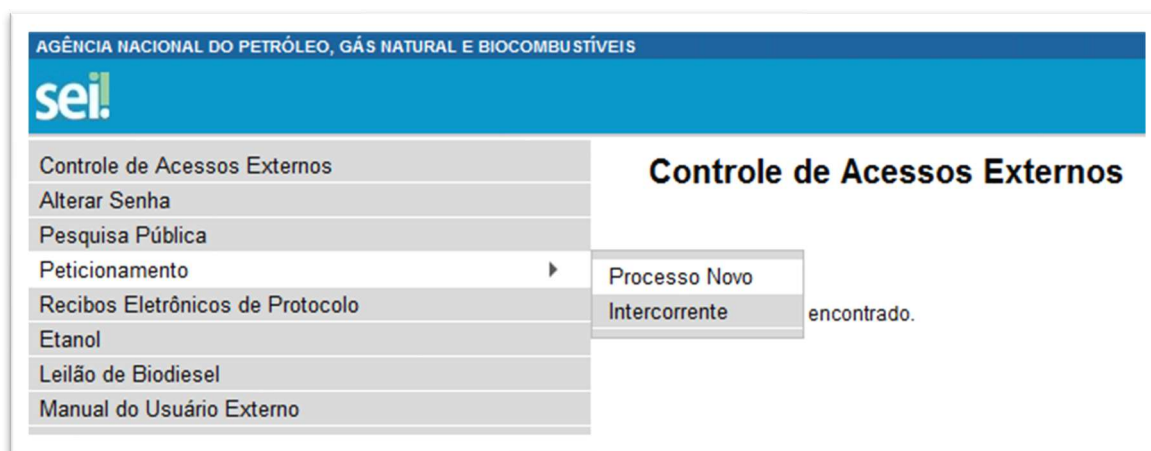 AGÊNCIA NACIONAL DO PETRÓLEO, GÁS NATURAL E BIOCOMBUSTÍVEIS
sei!
Controle de Acessos Externos
Alterar Senha
Pesquisa Pública
Peticionamento
Recibos Eletrônicos de Protocolo
Etanol
Leilão de Biodiesel
Manual do Usuário Externo
Controle de Acessos Externos
Processo Novo
Intercorrente
encontrado.